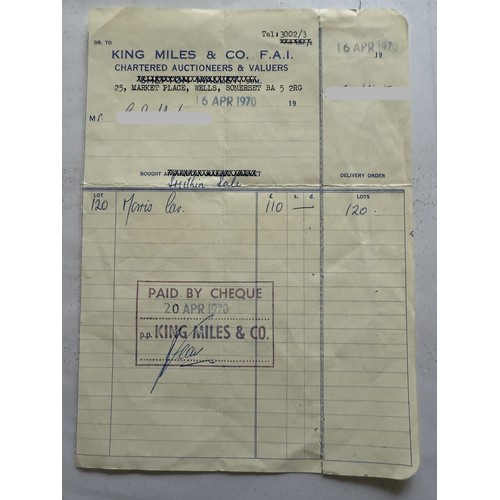 Tel: 3002/3
DR. TO
KING MILES & CO. F.A.I.
CHARTERED AUCTIONEERS & VALUERS
25, MARKET PLACE, WELLS, SOMERSET BA 5 2RG
16 APR 1970 19
16 APR 1970
19
Mr
BOUGHT A
Sale
DELIVERY ORDER
LOT £ s. d. LOTS
120 Morris Car. 110 — 120.
PAID BY CHEQUE
20 APR 1970
p.p. KING MILES & CO.